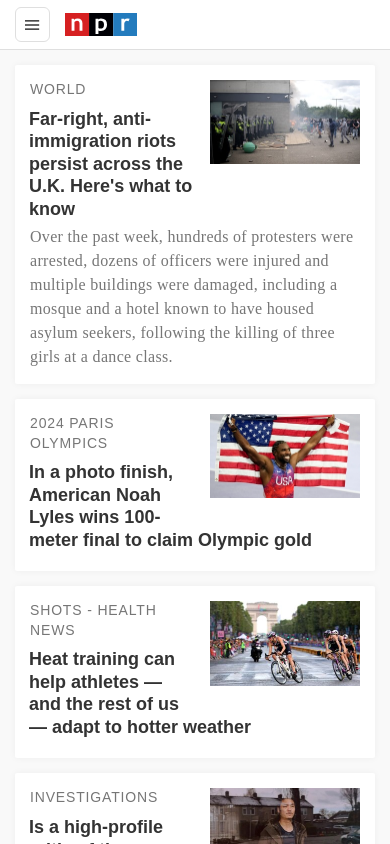 npr
WORLD
Far-right, anti-
immigration riots
persist across the
U.K. Here's what to
know
Over the past week, hundreds of protesters were
arrested, dozens of officers were injured and
multiple buildings were damaged, including a
mosque and a hotel known to have housed
asylum seekers, following the killing of three
girls at a dance class.
2024 PARIS
OLYMPICS
In a photo finish,
American Noah
Lyles wins 100-
meter final to claim Olympic gold
USA
SHOTS - HEALTH
NEWS
Heat training can
help athletes —
and the rest of us
— adapt to hotter weather
INVESTIGATIONS
Is a high-profile